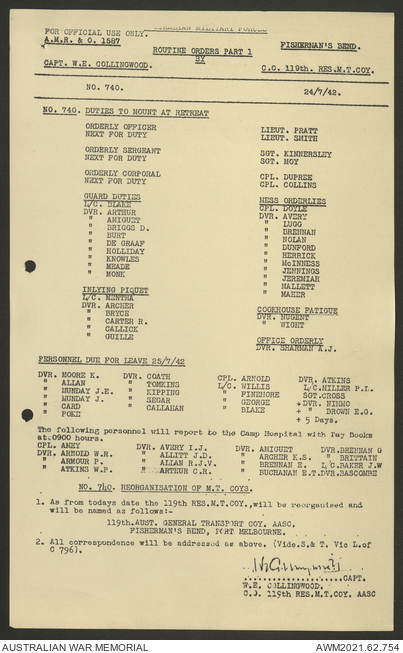 FOR OFFICIAL USE ONLY.
A.M.R. & O. 1587
MILITARY FORCES
ROUTINE ORDERS PART 1
BY
FISHERMAN'S BEND.
CAPT. W.E. COLLINGWOOD.
C.O. 119th. RES.M.T.COY.
NO. 740. 24/7/42.
NO. 740. DUTIES TO MOUNT AT RETREAT
ORDERLY OFFICER LIEUT. PRATT
NEXT FOR DUTY LIEUT. SMITH
ORDERLY SERGEANT SGT. KINNERSLEY
NEXT FOR DUTY SGT. MOY
ORDERLY CORPORAL CPL. DUPREE
NEXT FOR DUTY CPL. COLLINS
GUARD DUTIES
L/C. BLAKE
DVR. ARTHUR
" AMIGUET
" BRIGGS D.
" BURT
" DE GRAAF
" HOLLIDAY
" KNOWLES
" MEADE
" MONK
MESS ORDERLIES
CPL. DOYLE
DVR. AVERY
" LUGG
" BRENNAN
" NOLAN
" DUNFORD
" HERRICK
" McINNESS
" JENNINGS
" JEREMIAH
" MALLETT
" MAHER
INLYING PIQUET
L/C. MENTHA
DVR. ARCHER
" BRYCE
" CARTER R.
" CALLICK
" GUILLE
COOKHOUSE FATIGUE
DVR. NUGENT
" WIGHT
OFFICE ORDERLY
DVR. SHARMAN A.J.
PERSONNEL DUE FOR LEAVE 25/7/42
DVR. MOORE K. DVR. COATH CPL. ARNOLD DVR. ATKINS
" ALLAN " TOMKINS L/C. WILLIS L/C. MILLER P.L.
" MUNDAY J.E. " KIPPING " FINEMORE SGT. CROSS
" MUNDAY J. " SEGAR " GEORGE + DVR. NIMMO
" CARD " CALLAHAN " BLAKE + " BROWN E.G.
" POKE + 5 Days.
The following personnel will report to the Camp Hospital with Pay Books
at 0900 hours.
CPL. AMEY DVR. AVERY I.J. DVR. AMIGUET DVR. BRENNAN G
DVR. ARNOLD W.R. " ALLITT J.D. " ARCHER K.S. " BRITTAIN
" ARMOUR P. " ALLAN R.J.V. " BRENNAN E. L/C. BAKER J.W
" ATKINS W.P. " ARTHUR C.R. " BUCHANAN E.T. DVR. BASCOMBE
NO. 740. REORGANISATION OF M.T. COYS.
1. As from todays date the 119th RES.M.T.COY., will be reorganised and
will be named as follows:-
119th. AUST. GENERAL TRANSPORT COY. AASC.
FISHERMAN'S BEND, PORT MELBOURNE.
2. All correspondence will be addressed as above. (Vide. S.& T. Vic L.of
C 796).
CAPT.
W.E. COLLINGWOOD.
C.O. 119th RES.M.T.COY. AASC
AUSTRALIAN WAR MEMORIAL AWM2021.62.754